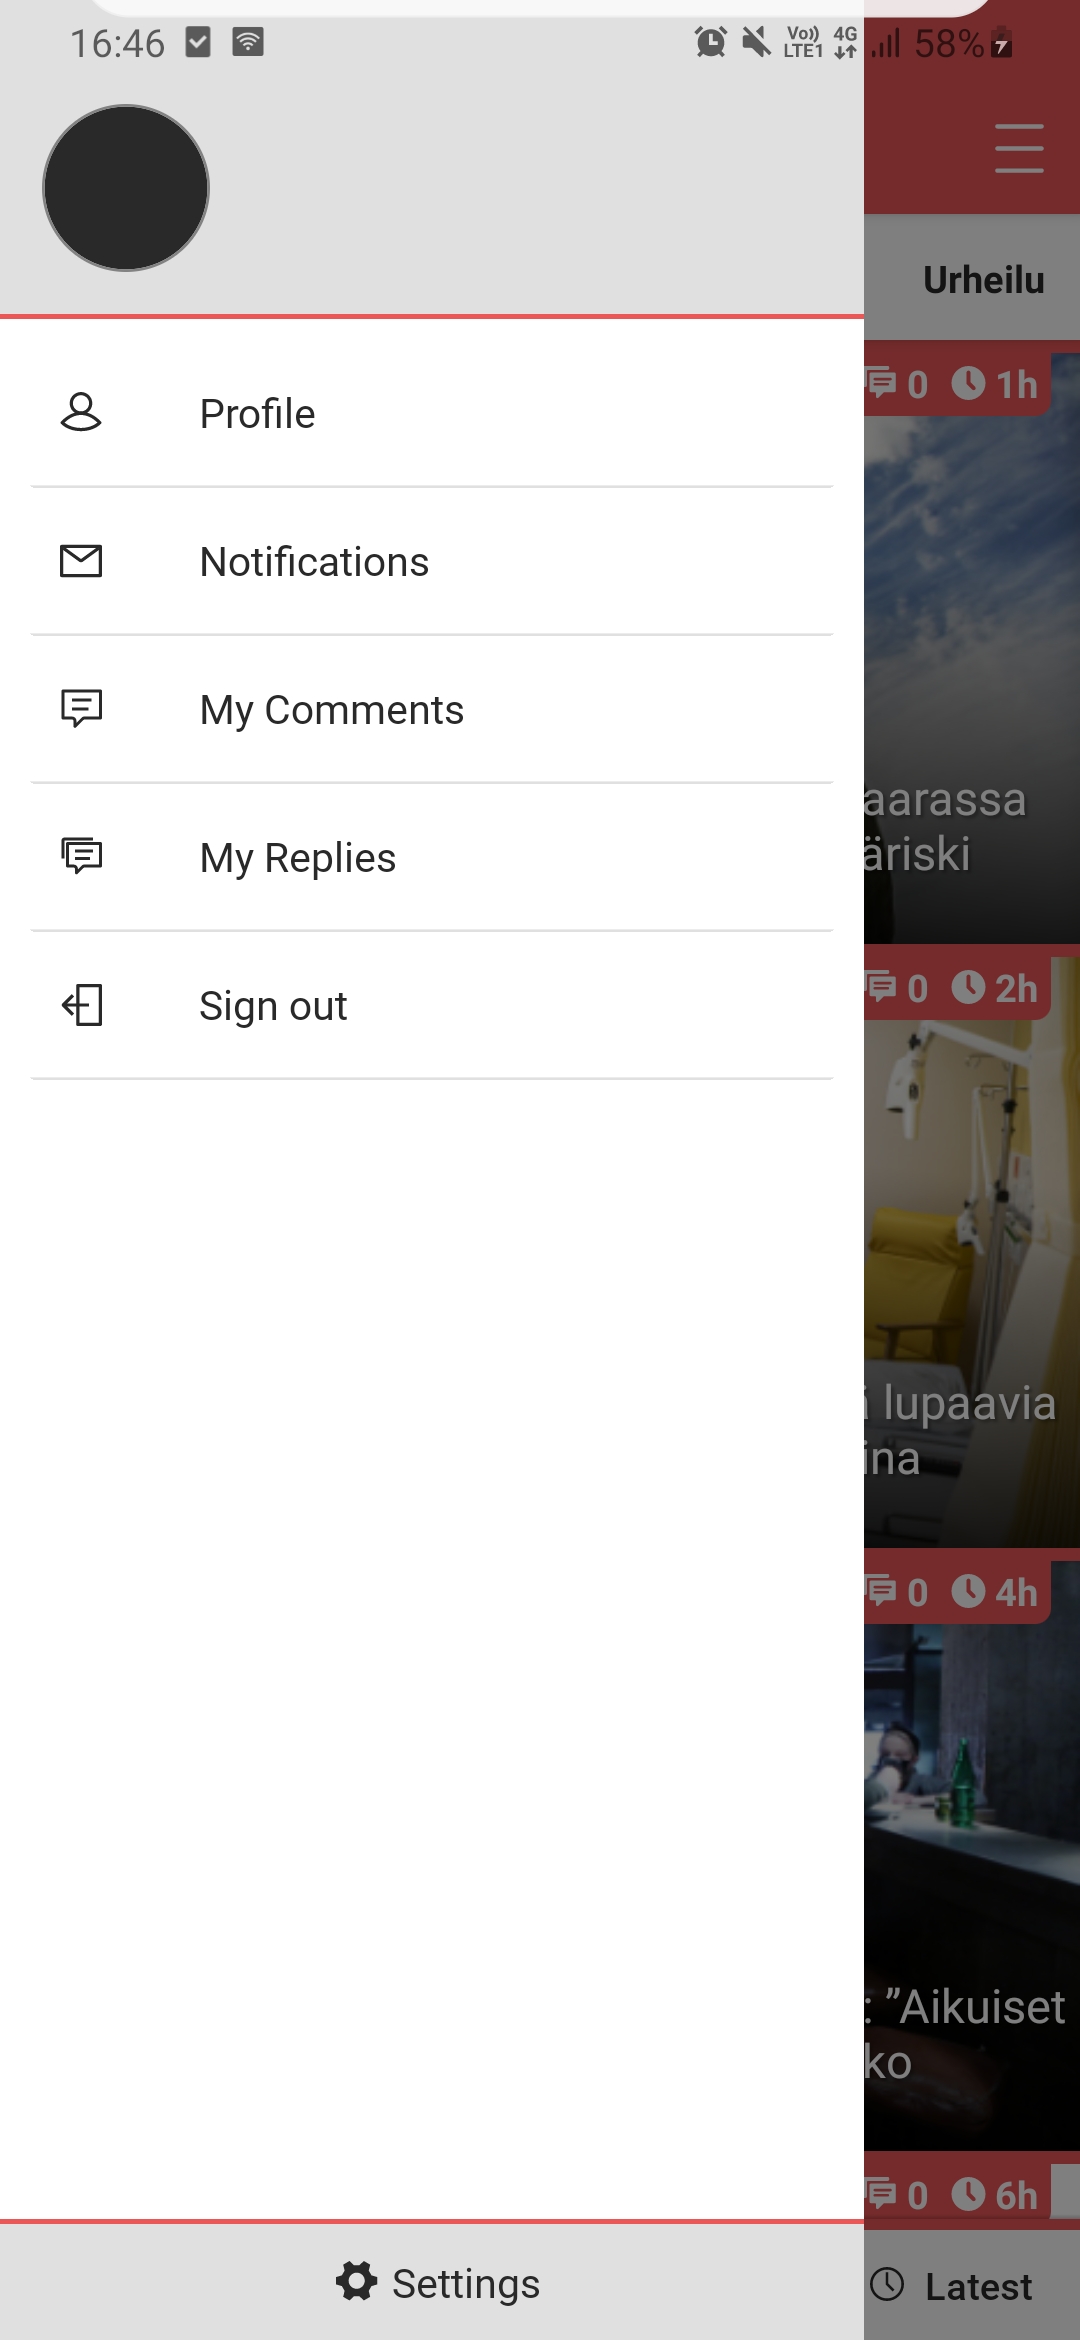 16:46
Vo)) LTE1 4G 58%
Urheilu
Profile
Notifications
My Comments
My Replies
Sign out
Settings
0 1h
aarassa
äriski
0 2h
lupaavia
ina
0 4h
: ”Aikuiset
ko
0 6h
Latest